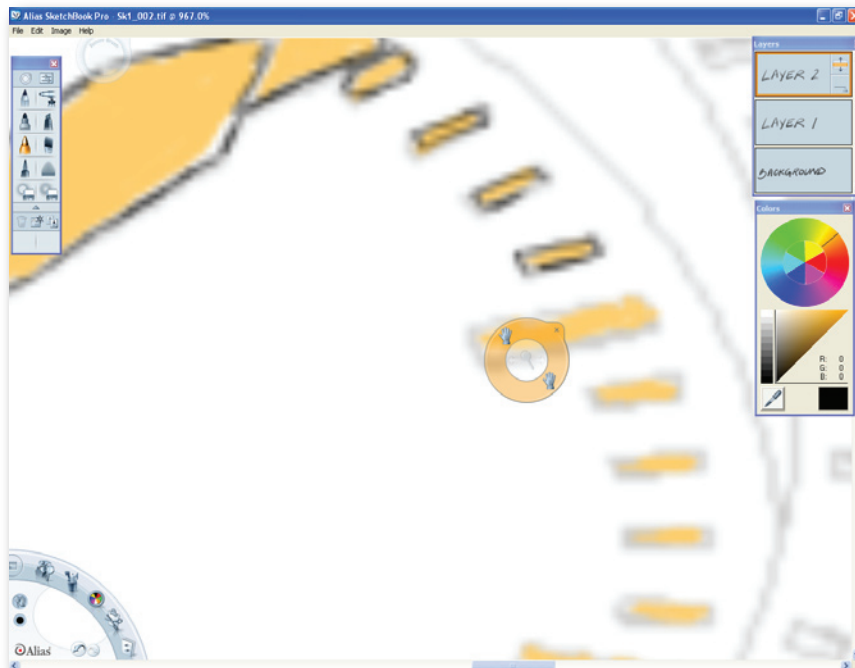 Alias SketchBook Pro - Sk1_002.tif @ 967.0%
File Edit Image Help
Layers
LAYER 2
LAYER 1
BACKGROUND
Colors
R: 0
G: 0
B: 0
Alias